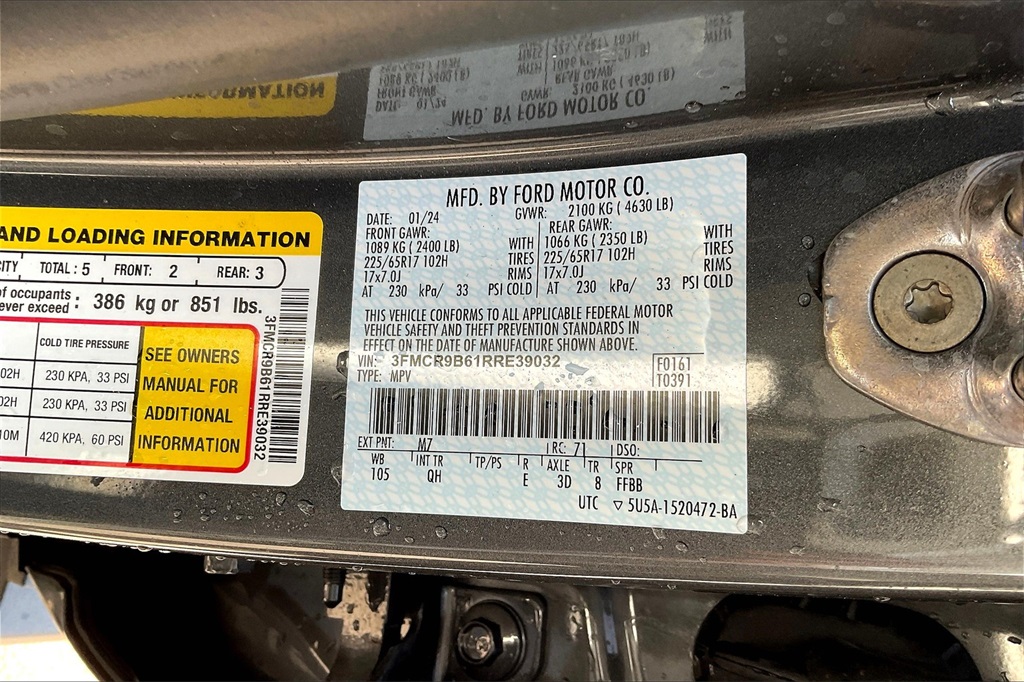 AND LOADING INFORMATION
CITY TOTAL : 5 FRONT: 2 REAR: 3
of occupants
ever exceed : 386 kg or 851 lbs.
COLD TIRE PRESSURE
02H 230 KPA, 33 PSI
02H 230 KPA, 33 PSI
10M 420 KPA, 60 PSI
SEE OWNERS
MANUAL FOR
ADDITIONAL
INFORMATION
3FMCR9B61RRE39032
MFD. BY FORD MOTOR CO.
DATE: 01/24 GVWR: 2100 KG ( 4630 LB)
FRONT GAWR: REAR GAWR:
1089 KG ( 2400 LB) WITH 1066 KG ( 2350 LB) WITH
225/65R17 102H TIRES 225/65R17 102H TIRES
17x7.0J RIMS 17x7.0J RIMS
AT 230 kPa/ 33 PSI COLD AT 230 kPa/ 33 PSI COLD
THIS VEHICLE CONFORMS TO ALL APPLICABLE FEDERAL MOTOR
VEHICLE SAFETY AND THEFT PREVENTION STANDARDS IN
EFFECT ON THE DATE OF MANUFACTURE SHOWN ABOVE.
VIN: 3FMCR9B61RRE39032 F0161
TYPE: MPV T0391
EXT PNT: M7 RC: 71 DSO:
WB INT TR TP/PS R AXLE TR SPR
105 QH E 3D 8 FFBB
UTC ▽ 5U5A-1520472-BA